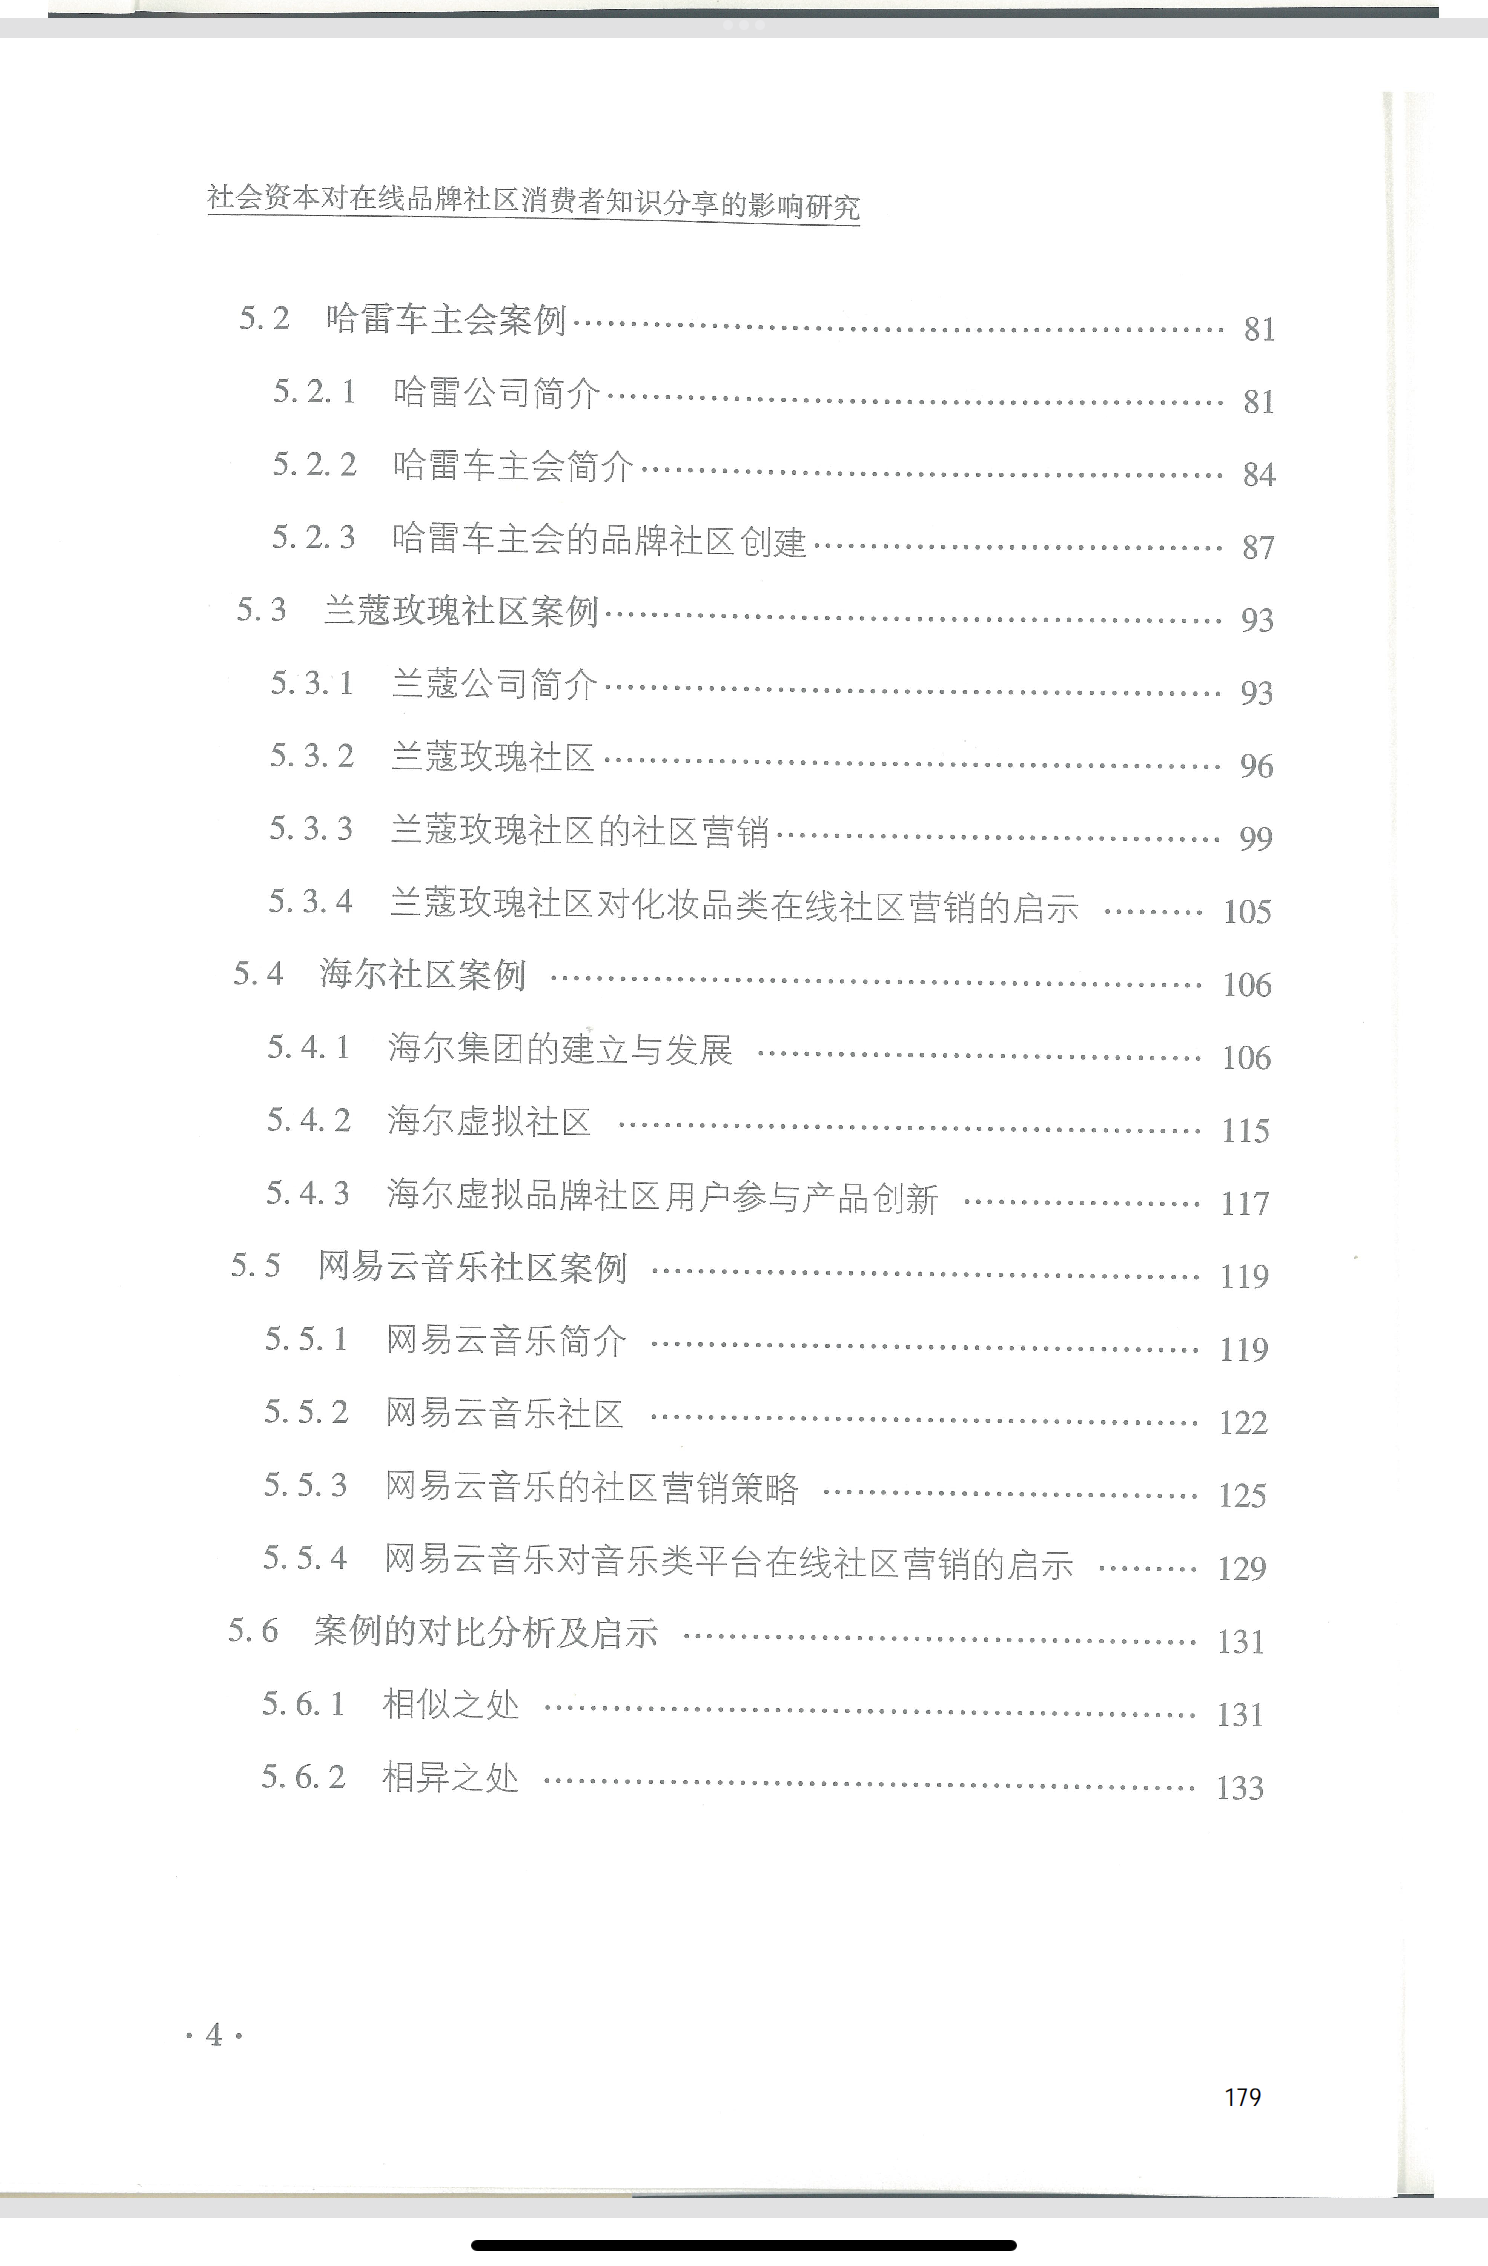 社会资本对在线品牌社区消费者知识分享的影响研究
5.2 哈雷车主会案例 81
5.2.1 哈雷公司简介 81
5.2.2 哈雷车主会简介 84
5.2.3 哈雷车主会的品牌社区创建 87
5.3 兰蔻玫瑰社区案例 93
5.3.1 兰蔻公司简介 93
5.3.2 兰蔻玫瑰社区 96
5.3.3 兰蔻玫瑰社区的社区营销 99
5.3.4 兰蔻玫瑰社区对化妆品类在线社区营销的启示 105
5.4 海尔社区案例 106
5.4.1 海尔集团的建立与发展 106
5.4.2 海尔虚拟社区 115
5.4.3 海尔虚拟品牌社区用户参与产品创新 117
5.5 网易云音乐社区案例 119
5.5.1 网易云音乐简介 119
5.5.2 网易云音乐社区 122
5.5.3 网易云音乐的社区营销策略 125
5.5.4 网易云音乐对音乐类平台在线社区营销的启示 129
5.6 案例的对比分析及启示 131
5.6.1 相似之处 131
5.6.2 相异之处 133
· 4 ·
179